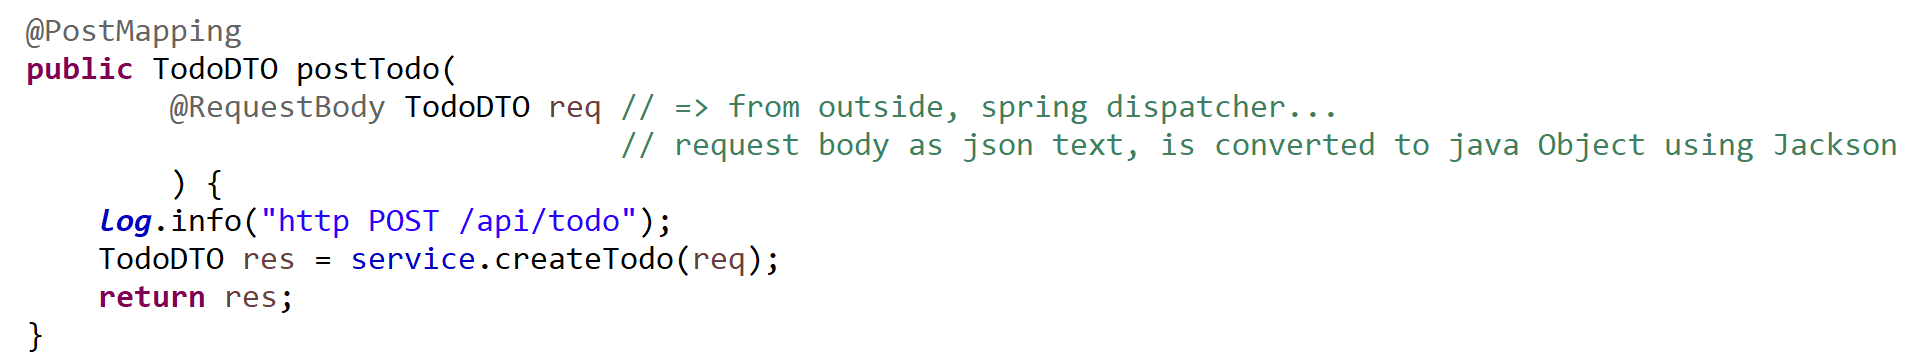 @PostMapping
public TodoDTO postTodo(
        @RequestBody TodoDTO req // => from outside, spring dispatcher...
                                 // request body as json text, is converted to java Object using Jackson
        ) {
    log.info("http POST /api/todo");
    TodoDTO res = service.createTodo(req);
    return res;
}